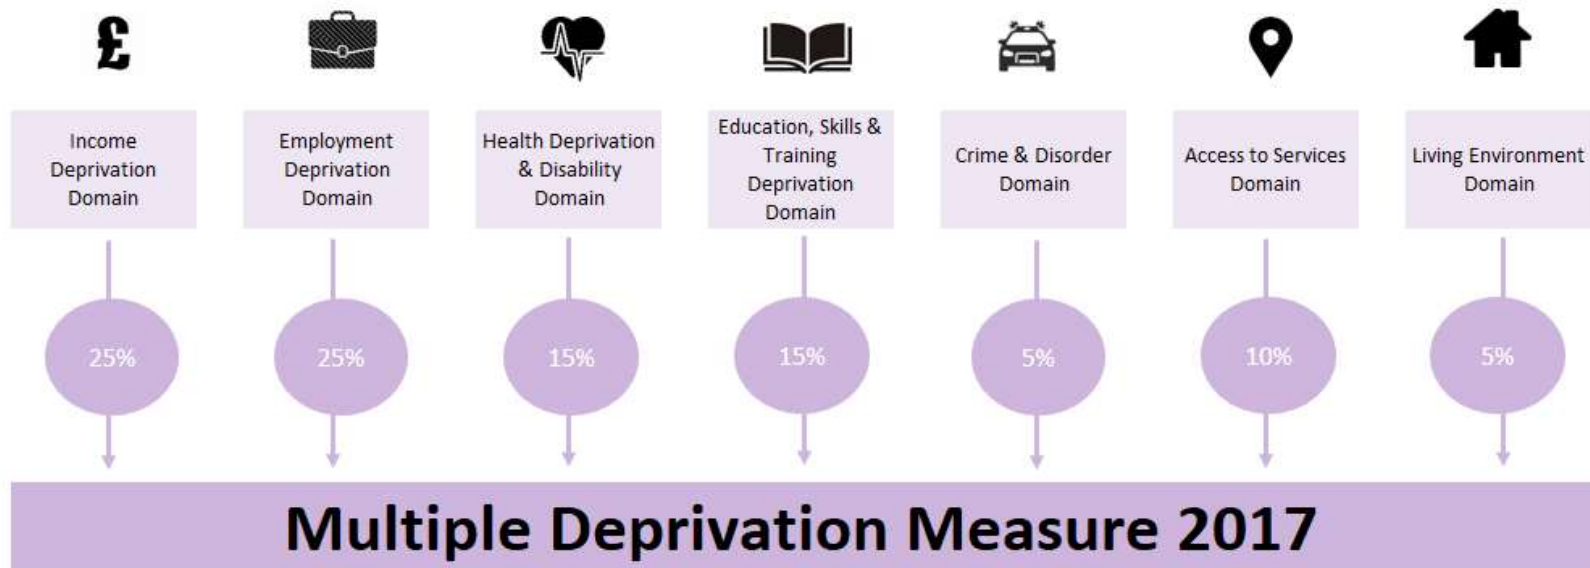 £
Income
Deprivation
Domain
Employment
Deprivation
Domain
Health Deprivation
& Disability
Domain
Education, Skills &
Training
Deprivation
Domain
Crime & Disorder
Domain
Access to Services
Domain
Living Environment
Domain
25%
25%
15%
15%
5%
10%
5%
Multiple Deprivation Measure 2017